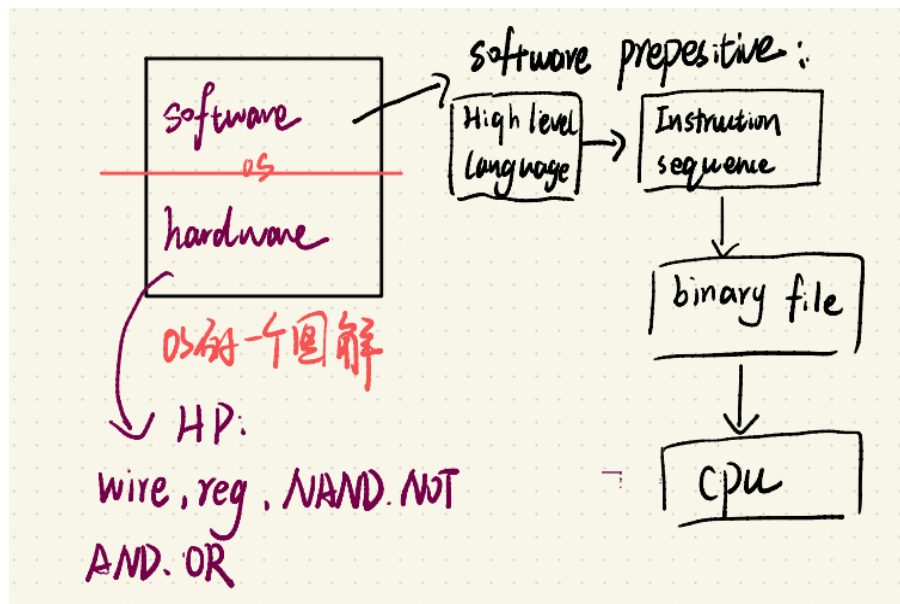 software
OS
hardware
OS的一个图解
HP:
wire, reg, NAND. NOT
AND. OR
software prepesitive:
High level
language
Instruction
sequence
binary file
cpu